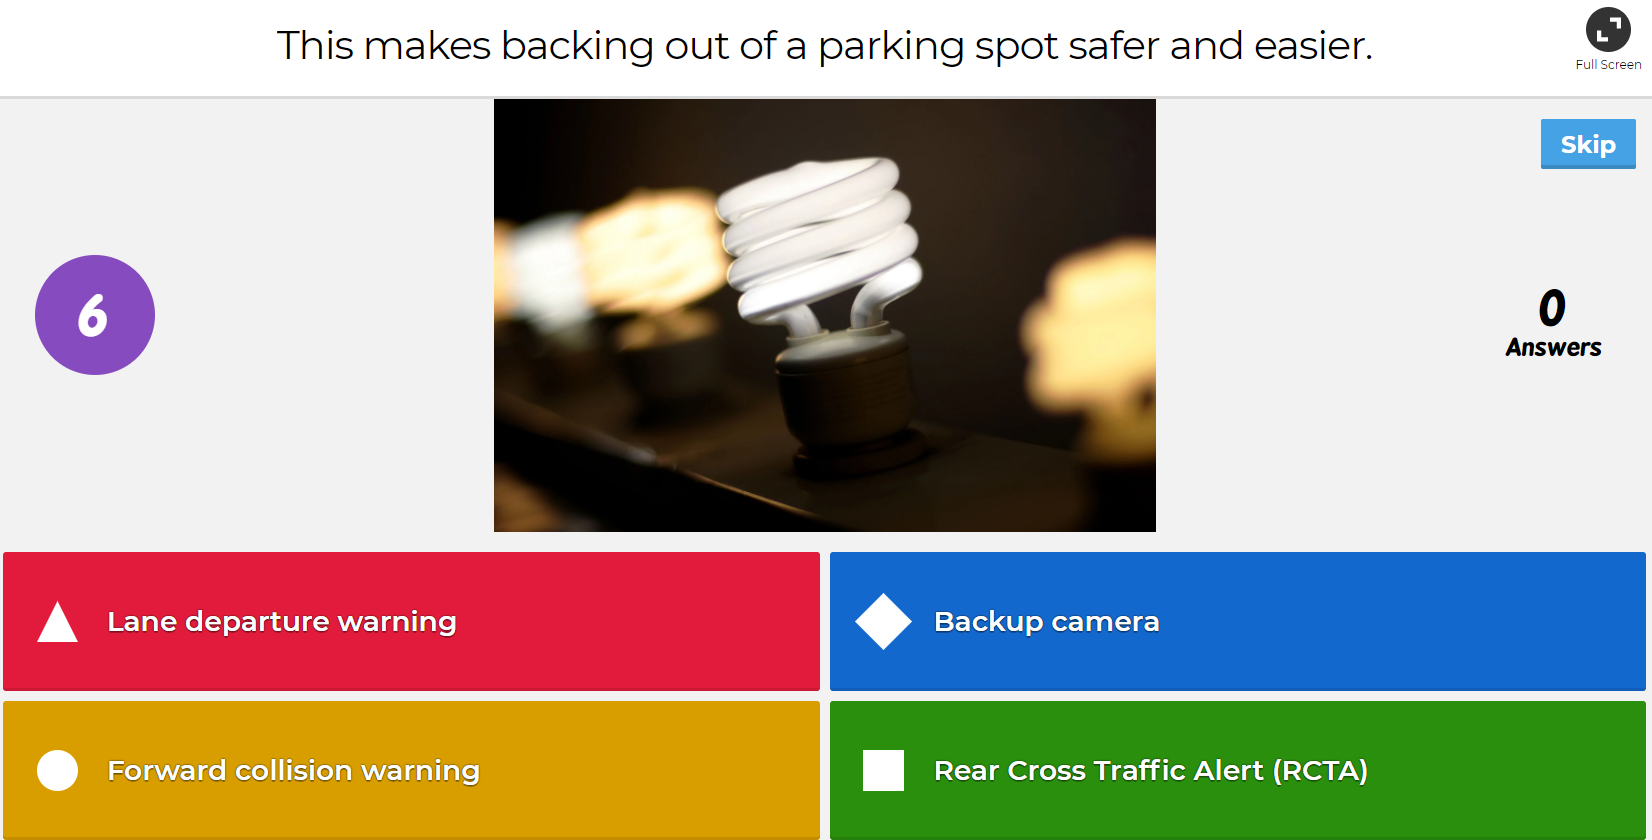 This makes backing out of a parking spot safer and easier.
Full Screen
Skip
6
0
Answers
Lane departure warning
Backup camera
Forward collision warning
Rear Cross Traffic Alert (RCTA)